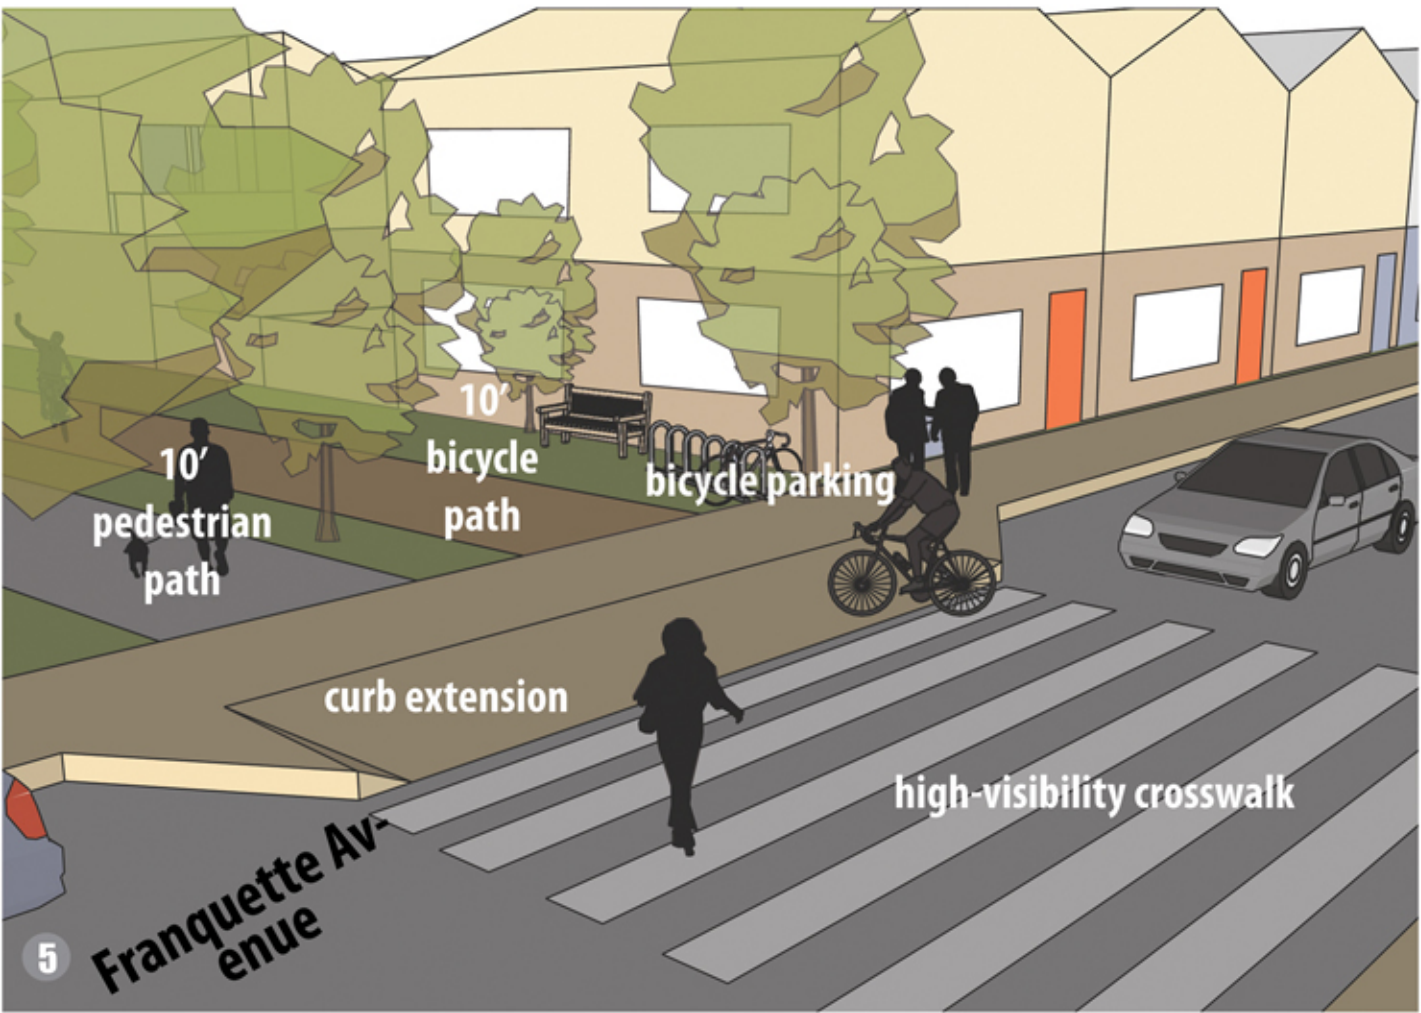 10’
bicycle
path
10’
pedestrian
path
bicycle parking
curb extension
high-visibility crosswalk
Franquette Av-
enue
5